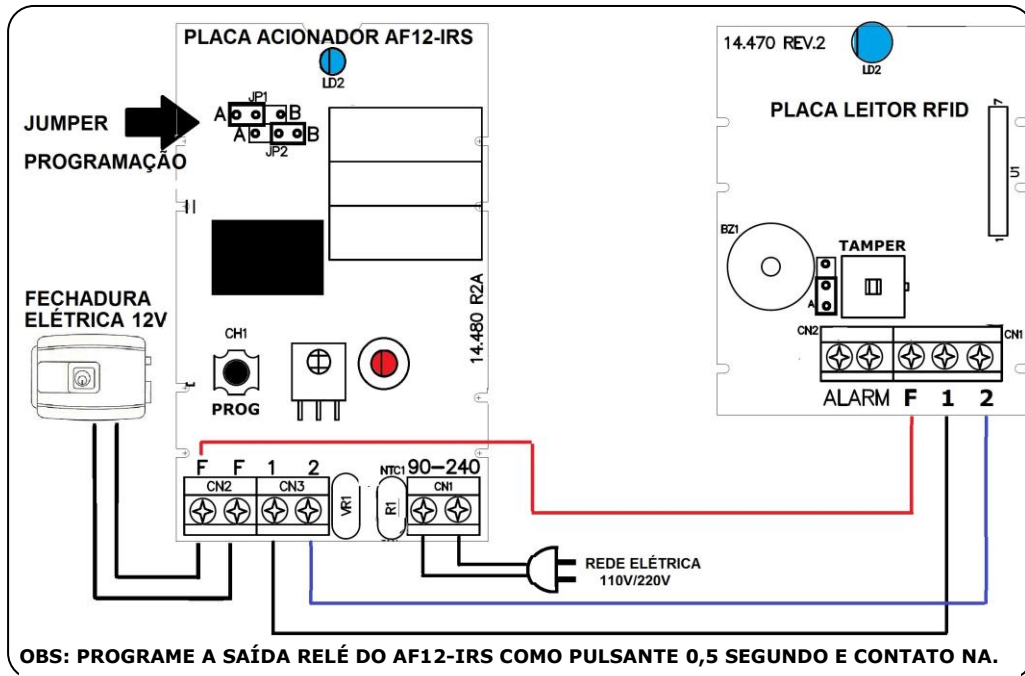 PLACA ACIONADOR AF12-IRS
LD2
JP1
A B
A B
JP2
JUMPER
PROGRAMAÇÃO
FECHADURA
ELÉTRICA 12V
CH1
PROG
14.480 R2A
F F 1 2
CN2 CN3
VR1
NTC1
R1
90-240
CN1
REDE ELÉTRICA
110V/220V
14.470 REV.2
LD2
PLACA LEITOR RFID
7
U1
1
BZ1
TAMPER
A
CN2
CN1
ALARM F 1 2
OBS: PROGRAME A SAÍDA RELÉ DO AF12-IRS COMO PULSANTE 0,5 SEGUNDO E CONTATO NA.